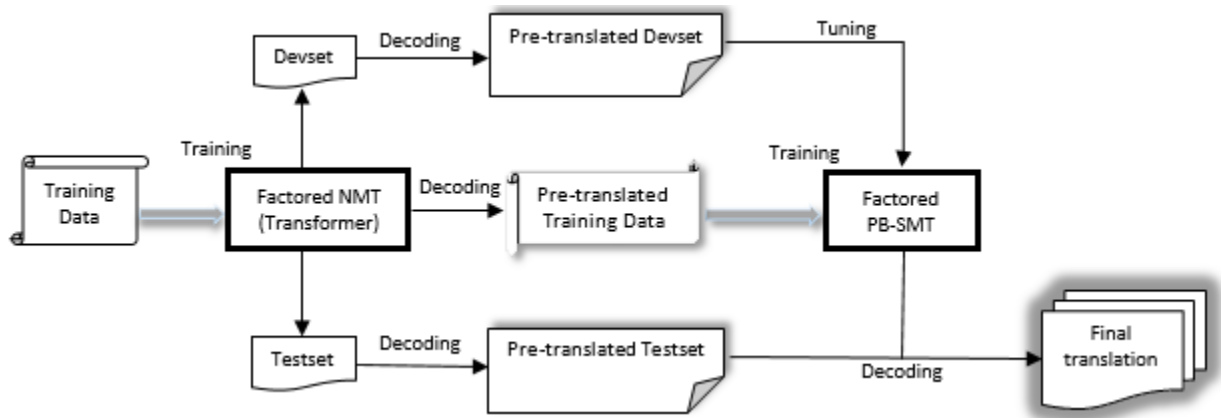 Devset
Decoding
Pre-translated Devset
Tuning
Training
Data
Training
Factored NMT
(Transformer)
Decoding
Pre-translated
Training Data
Training
Factored
PB-SMT
Testset
Decoding
Pre-translated Testset
Decoding
Final
translation